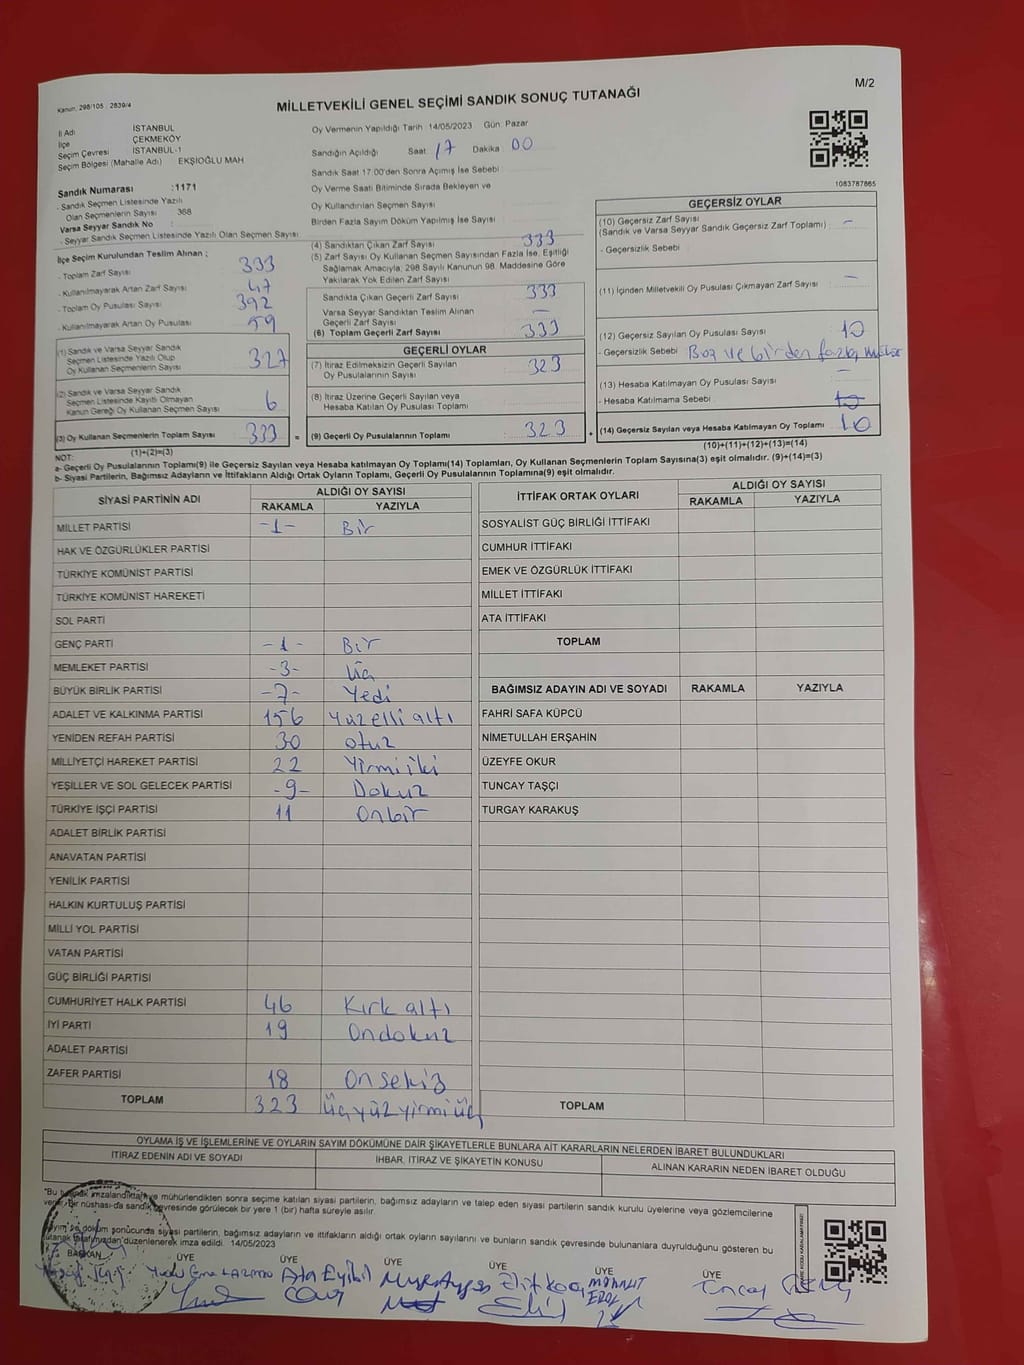 Kanun, 298/105 : 2839/4
M/2
MİLLETVEKİLİ GENEL SEÇİMİ SANDIK SONUÇ TUTANAĞI
İl Adı İSTANBUL
İlçe ÇEKMEKÖY
Seçim Çevresi İSTANBUL-1
Seçim Bölgesi (Mahalle Adı) EKŞİOĞLU MAH
Sandık Numarası :1171
- Sandık Seçmen Listesinde Yazılı
Olan Seçmenlerin Sayısı 368
Varsa Seyyar Sandık No
- Seyyar Sandık Seçmen Listesinde Yazılı Olan Seçmen Sayısı
Oy Vermenin Yapıldığı Tarih :14/05/2023 Gün: Pazar
Sandığın Açıldığı Saat: 17 Dakika 00
Sandık Saat 17:00'den Sonra Açılmış İse Sebebi
Oy Verme Saati Bitiminde Sırada Bekleyen ve
Oy Kullandırılan Seçmen Sayısı
Birden Fazla Sayım Döküm Yapılmış İse Sayısı
1083787865
İlçe Seçim Kurulundan Teslim Alınan ;
- Toplam Zarf Sayısı 333
- Kullanılmayarak Artan Zarf Sayısı 47
- Toplam Oy Pusulası Sayısı 392
- Kullanılmayarak Artan Oy Pusulası 59
(1) Sandık ve Varsa Seyyar Sandık
Seçmen Listesinde Yazılı Olup
Oy Kullanan Seçmenlerin Sayısı 327
(2) Sandık ve Varsa Seyyar Sandık
Seçmen Listesinde Kayıtlı Olmayan
Kanun Gereği Oy Kullanan Seçmen Sayısı 6
(3) Oy Kullanan Seçmenlerin Toplam Sayısı 333
(1)+(2)=(3)
(4) Sandıktan Çıkan Zarf Sayısı 333
(5) Zarf Sayısı Oy Kullanan Seçmen Sayısından Fazla İse, Eşitliği
Sağlamak Amacıyla; 298 Sayılı Kanunun 98. Maddesine Göre
Yakılarak Yok Edilen Zarf Sayısı
Sandıkta Çıkan Geçerli Zarf Sayısı 333
Varsa Seyyar Sandıktan Teslim Alınan
Geçerli Zarf Sayısı —
(6) Toplam Geçerli Zarf Sayısı 333
GEÇERLİ OYLAR
(7) İtiraz Edilmeksizin Geçerli Sayılan
Oy Pusulasının Sayısı 323
(8) İtiraz Üzerine Geçerli Sayılan veya
Hesaba Katılan Oy Pusulası Toplamı
= (9) Geçerli Oy Pusulalarının Toplamı 323 +
GEÇERSİZ OYLAR
(10) Geçersiz Zarf Sayısı
(Sandık ve Varsa Seyyar Sandık Geçersiz Zarf Toplamı) : —
- Geçersizlik Sebebi
(11) İçinden Milletvekili Oy Pusulası Çıkmayan Zarf Sayısı : —
(12) Geçersiz Sayılan Oy Pusulası Sayısı 10
- Geçersizlik Sebebi Boş ve birden fazla mühür
(13) Hesaba Katılmayan Oy Pusulası Sayısı —
- Hesaba Katılmama Sebebi 10
(14) Geçersiz Sayılan veya Hesaba Katılmayan Oy Toplamı 10
(10)+(11)+(12)+(13)=(14)
NOT:
a- Geçerli Oy Pusulalarının Toplamı(9) ile Geçersiz Sayılan veya Hesaba katılmayan Oy Toplamı(14) Toplamları, Oy Kullanan Seçmenlerin Toplam Sayısına(3) eşit olmalıdır. (9)+(14)=(3)
b- Siyasi Partilerin, Bağımsız Adayların ve İttifakların Aldığı Ortak Oyların Toplamı, Geçerli Oy Pusulalarının Toplamına(9) eşit olmalıdır.
SİYASİ PARTİNİN ADI ALDIĞI OY SAYISI
RAKAMLA YAZIYLA
MİLLET PARTİSİ -1- Bir
HAK VE ÖZGÜRLÜKLER PARTİSİ
TÜRKİYE KOMÜNİST PARTİSİ
TÜRKİYE KOMÜNİST HAREKETİ
SOL PARTİ
GENÇ PARTİ -1- Bir
MEMLEKET PARTİSİ -3- Üç
BÜYÜK BİRLİK PARTİSİ -7- Yedi
ADALET VE KALKINMA PARTİSİ 156 Yüzelli altı
YENİDEN REFAH PARTİSİ 30 otuz
MİLLİYETÇİ HAREKET PARTİSİ 22 Yirmi iki
YEŞİLLER VE SOL GELECEK PARTİSİ -9- Dokuz
TÜRKİYE İŞÇİ PARTİSİ 11 Onbir
ADALET BİRLİK PARTİSİ
ANAVATAN PARTİSİ
YENİLİK PARTİSİ
HALKIN KURTULUŞ PARTİSİ
MİLLİ YOL PARTİSİ
VATAN PARTİSİ
GÜÇ BİRLİĞİ PARTİSİ
CUMHURİYET HALK PARTİSİ 46 Kırk altı
İYİ PARTİ 19 Ondokuz
ADALET PARTİSİ
ZAFER PARTİSİ 18 Onsekiz
TOPLAM 323 Üçyüzyirmiüç
İTTİFAK ORTAK OYLARI ALDIĞI OY SAYISI
RAKAMLA YAZIYLA
SOSYALİST GÜÇ BİRLİĞİ İTTİFAKI
CUMHUR İTTİFAKI
EMEK VE ÖZGÜRLÜK İTTİFAKI
MİLLET İTTİFAKI
ATA İTTİFAKI
TOPLAM
BAĞIMSIZ ADAYIN ADI VE SOYADI RAKAMLA YAZIYLA
FAHRİ SAFA KÜPCÜ
NİMETULLAH ERŞAHİN
ÜZEYFE OKUR
TUNCAY TAŞÇI
TURGAY KARAKUŞ
TOPLAM
OYLAMA İŞ VE İŞLEMLERİNE VE OYLARIN SAYIM DÖKÜMÜNE DAİR ŞİKAYETLERLE BUNLARA AİT KARARLARIN NELERDEN İBARET BULUNDUKLARI
İTİRAZ EDENİN ADI VE SOYADI İHBAR, İTİRAZ VE ŞİKAYETİN KONUSU ALINAN KARARIN NEDEN İBARET OLDUĞU
"Bu tutanak imzalandıktan ve mühürlendikten sonra seçime katılan siyasi partilerin, bağımsız adayların ve talep eden siyasi partilerin sandık kurulu üyelerine veya gözlemcilerine
verilir, bir nüshası da sandık çevresinde görülecek bir yere 1 (bir) hafta süreyle asılır.
Sayım ve döküm sonucunda siyasi partilerin, bağımsız adayların ve ittifakların aldığı ortak oyların sayılarını ve bunların sandık çevresinde bulunanlara duyrulduğunu gösteren bu
tutanak tarafımızdan düzenlenerek imza edildi. 14/05/2023
BAŞKAN ÜYE ÜYE ÜYE ÜYE ÜYE ÜYE
Ata Elif Koç EROL